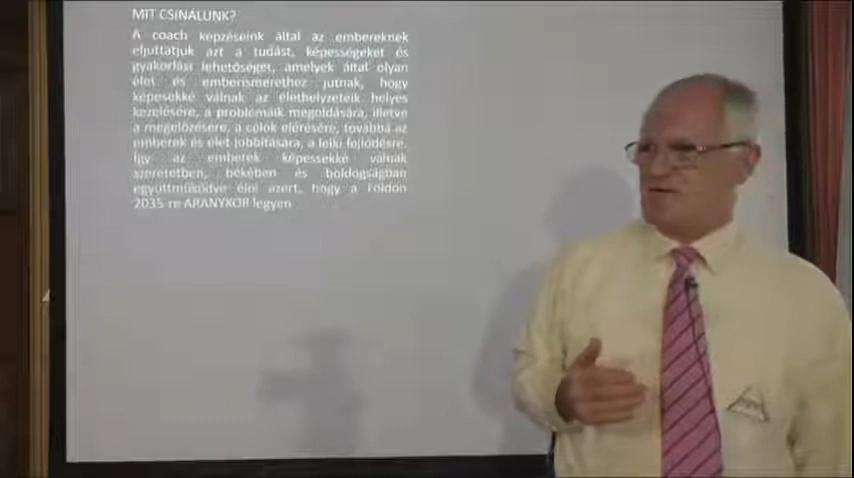 MIT CSINÁLUNK?
A coach képzéseink által az embereknek
eljuttatjuk azt a tudást, képességeket és
gyakorlási lehetőséget, amelyek által olyan
élet és emberismerethez jutnak, hogy
képesekké válnak az élethelyzeteik helyes
kezelésére, a problémáik megoldására, illetve
a megelőzésére, a célok elérésére, továbbá az
emberek és élet jobbítására, a lelki fejlődésre.
Így az emberek képessekké válnak
szeretetben, békében és boldogságban
együttműködve élni azért, hogy a Földön
2035-re ARANYKOR legyen